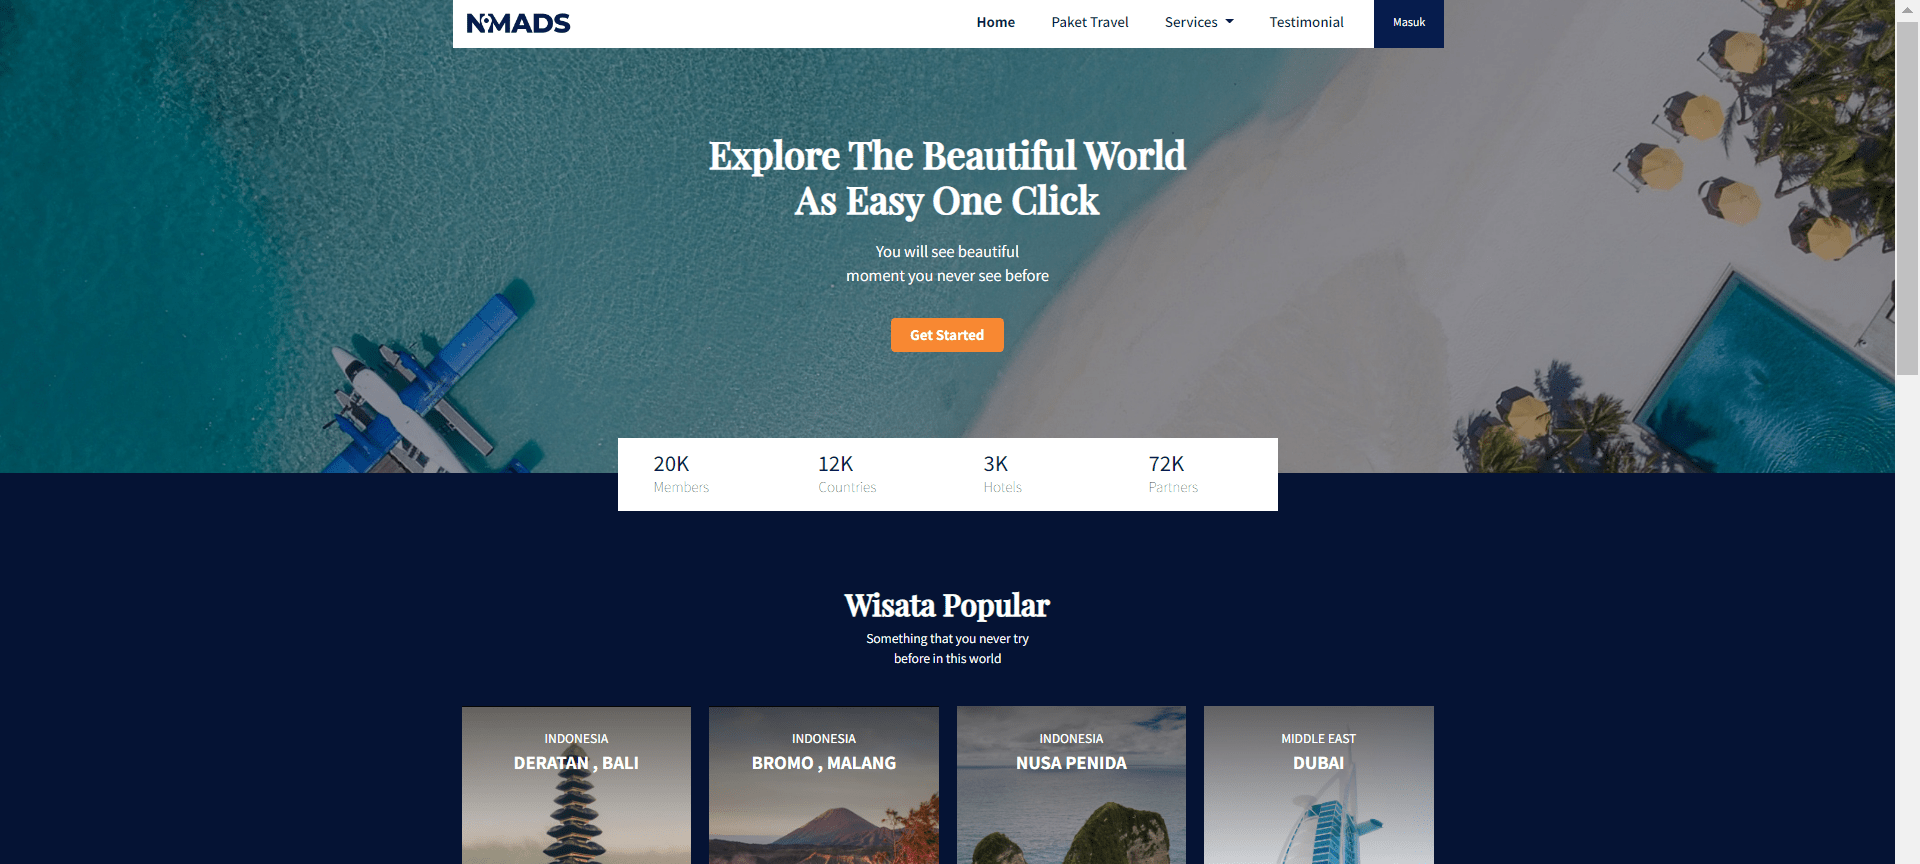 NOMADS
Home
Paket Travel
Services
Testimonial
Masuk
Explore The Beautiful World
As Easy One Click
You will see beautiful
moment you never see before
Get Started
20K
Members
12K
Countries
3K
Hotels
72K
Partners
Wisata Popular
Something that you never try
before in this world
INDONESIA
DERATAN , BALI
INDONESIA
BROMO , MALANG
INDONESIA
NUSA PENIDA
MIDDLE EAST
DUBAI